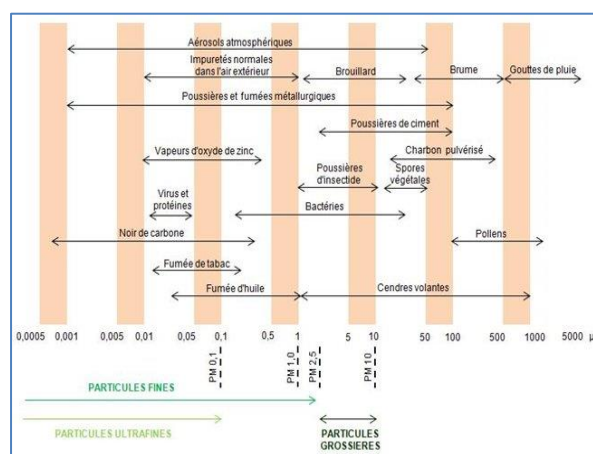 Aérosols atmosphériques
Impuretés normales
dans l'air extérieur
Brouillard
Brume
Gouttes de pluie
Poussières et fumées métallurgiques
Poussières de ciment
Vapeurs d'oxyde de zinc
Charbon pulvérisé
Poussières
d'insectide
Spores
végétales
Virus et
protéines
Bactéries
Noir de carbone
Pollens
Fumée de tabac
Fumée d'huile
Cendres volantes
0,0005 0,001 0,005 0,01 0,05 0,1 0,5 1 5 10 50 100 500 1000 5000 µ
PM 0,1
PM 1,0
PM 2,5
PM 10
PARTICULES FINES
PARTICULES ULTRAFINES
PARTICULES
GROSSIERES